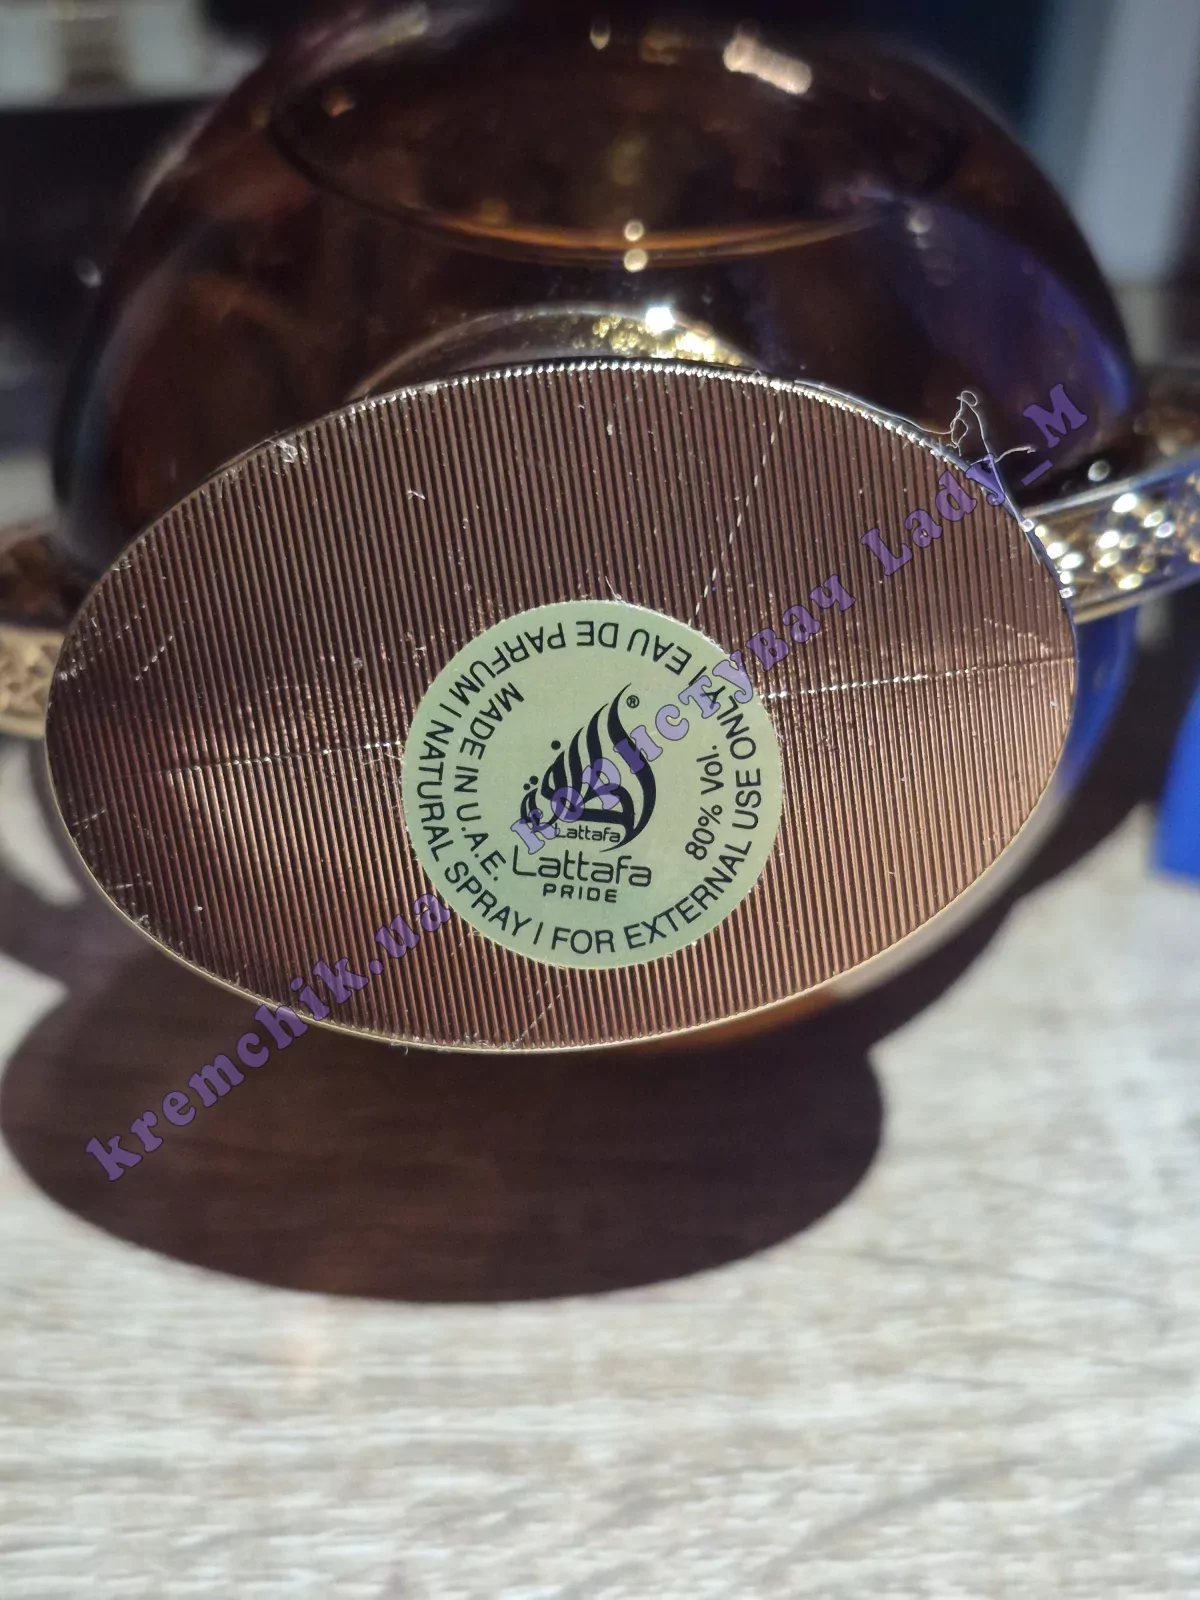 EAU DE PARFUM | NATURAL SPRAY | FOR EXTERNAL USE ONLY |
MADE IN U.A.E.
80% Vol.
®
Lattafa
Lattafa
PRIDE
kremchik.ua користувач Lady_M